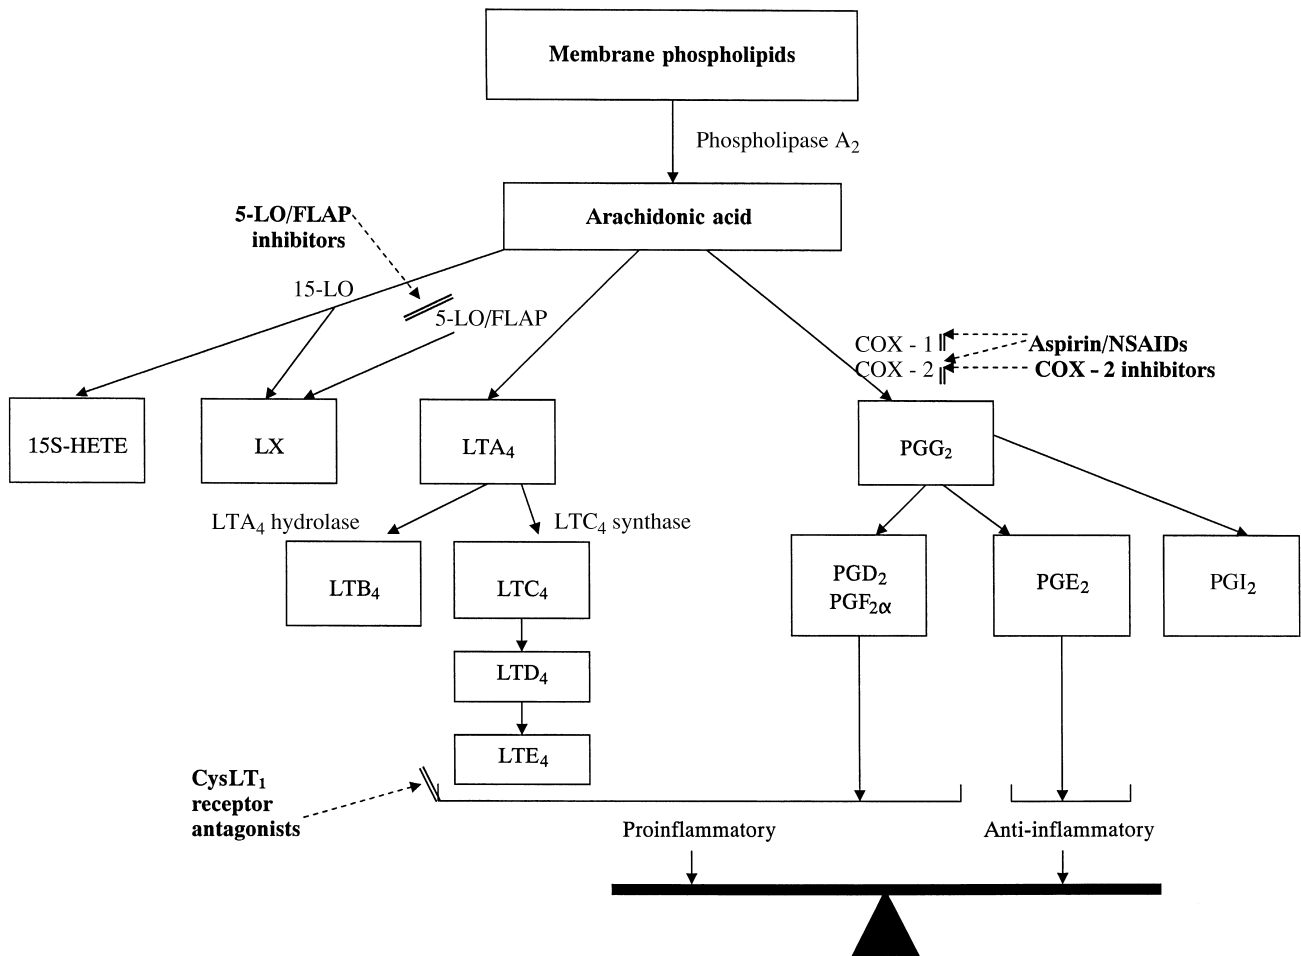 Membrane phospholipids
Phospholipase A₂
Arachidonic acid
5-LO/FLAP
inhibitors
15-LO
5-LO/FLAP
COX - 1
COX - 2
Aspirin/NSAIDs
COX - 2 inhibitors
15S-HETE
LX
LTA₄
PGG₂
LTA₄ hydrolase
LTC₄ synthase
LTB₄
LTC₄
PGD₂
PGF₂α
PGE₂
PGI₂
LTD₄
LTE₄
CysLT₁
receptor
antagonists
Proinflammatory
Anti-inflammatory